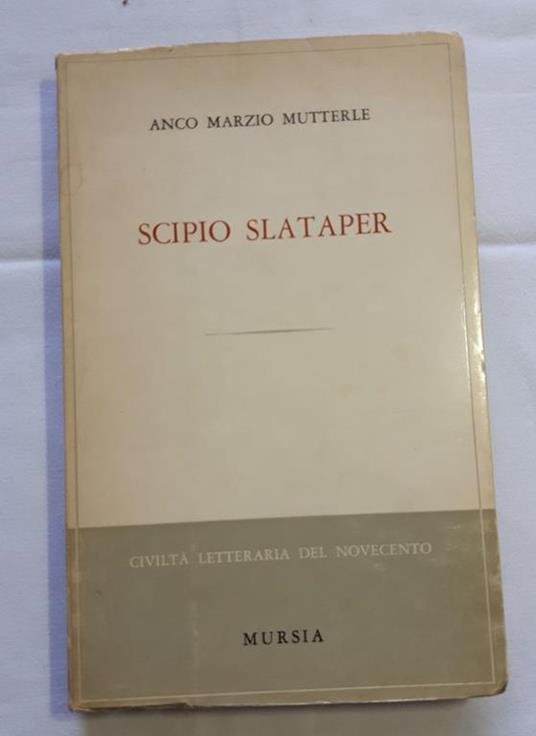 ANCO MARZIO MUTTERLE
SCIPIO SLATAPER
CIVILTÀ LETTERARIA DEL NOVECENTO
MURSIA